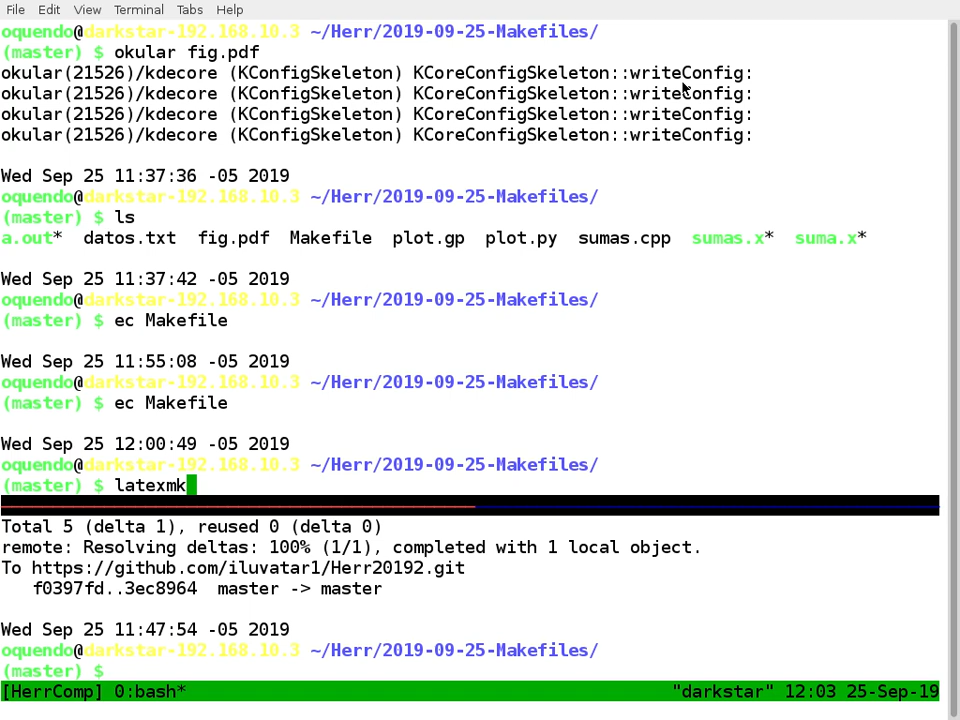 File Edit View Terminal Tabs Help
oquendo@darkstar-192.168.10.3 ~/Herr/2019-09-25-Makefiles/
(master) $ okular fig.pdf
okular(21526)/kdecore (KConfigSkeleton) KCoreConfigSkeleton::writeConfig:
okular(21526)/kdecore (KConfigSkeleton) KCoreConfigSkeleton::writeConfig:
okular(21526)/kdecore (KConfigSkeleton) KCoreConfigSkeleton::writeConfig:
okular(21526)/kdecore (KConfigSkeleton) KCoreConfigSkeleton::writeConfig:
Wed Sep 25 11:37:36 -05 2019
oquendo@darkstar-192.168.10.3 ~/Herr/2019-09-25-Makefiles/
(master) $ ls
a.out* datos.txt fig.pdf Makefile plot.gp plot.py sumas.cpp sumas.x* suma.x*
Wed Sep 25 11:37:42 -05 2019
oquendo@darkstar-192.168.10.3 ~/Herr/2019-09-25-Makefiles/
(master) $ ec Makefile
Wed Sep 25 11:55:08 -05 2019
oquendo@darkstar-192.168.10.3 ~/Herr/2019-09-25-Makefiles/
(master) $ ec Makefile
Wed Sep 25 12:00:49 -05 2019
oquendo@darkstar-192.168.10.3 ~/Herr/2019-09-25-Makefiles/
(master) $ latexmk
Total 5 (delta 1), reused 0 (delta 0)
remote: Resolving deltas: 100% (1/1), completed with 1 local object.
To https://github.com/iluvatar1/Herr20192.git
f0397fd..3ec8964 master -> master
Wed Sep 25 11:47:54 -05 2019
oquendo@darkstar-192.168.10.3 ~/Herr/2019-09-25-Makefiles/
(master) $
[HerrComp] 0:bash* "darkstar" 12:03 25-Sep-19